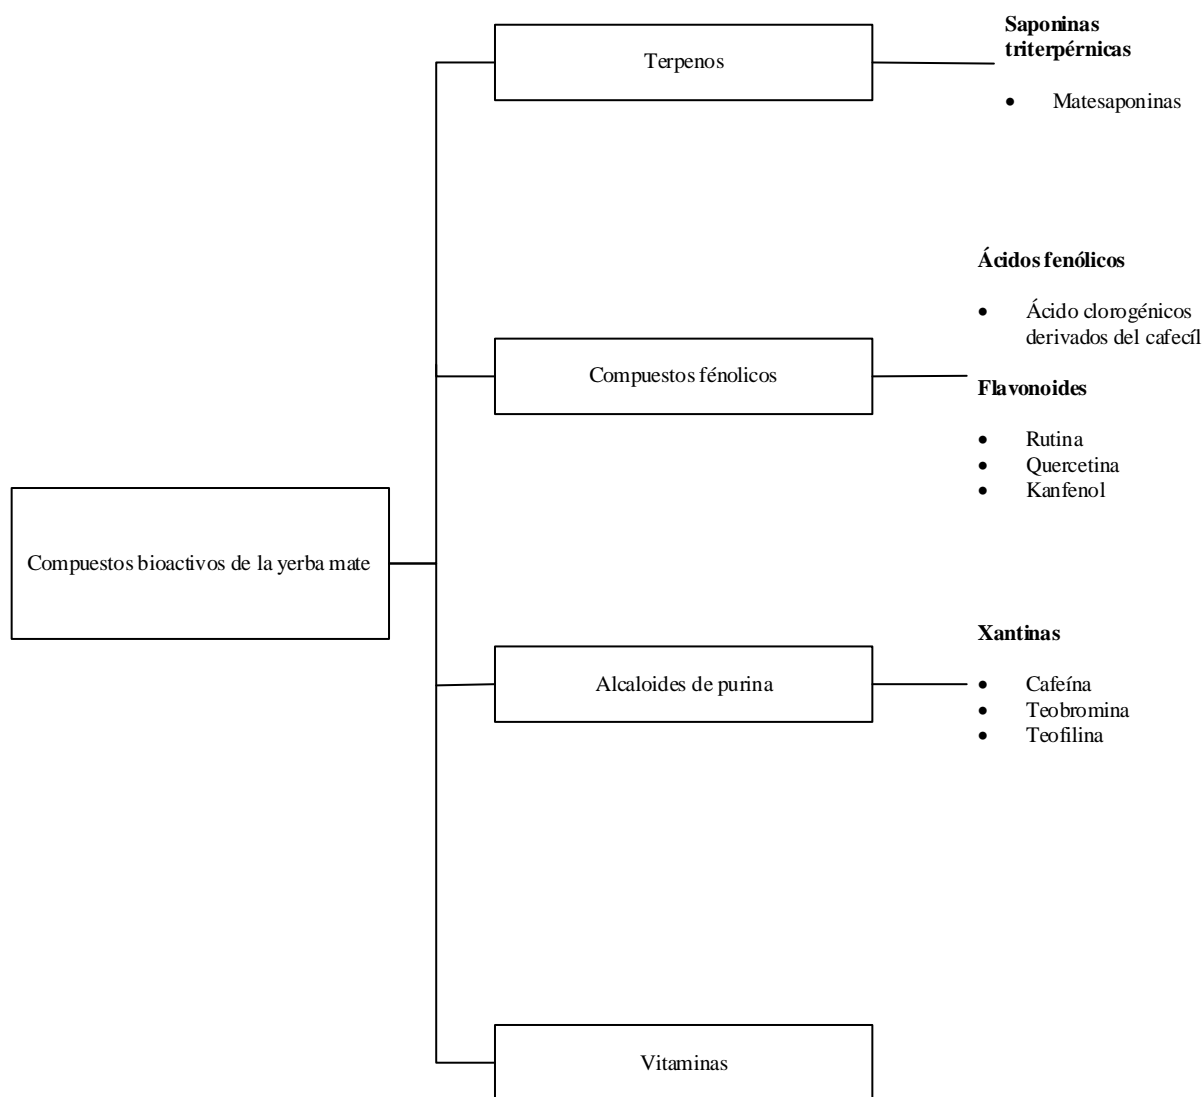 Saponinas
triterpérnicas
Terpenos
• Matesaponinas
Ácidos fenólicos
• Ácido clorogénicos
derivados del cafecíl
Compuestos fénolicos
Flavonoides
• Rutina
• Quercetina
• Kanfenol
Compuestos bioactivos de la yerba mate
Xantinas
Alcaloides de purina
• Cafeína
• Teobromina
• Teofilina
Vitaminas